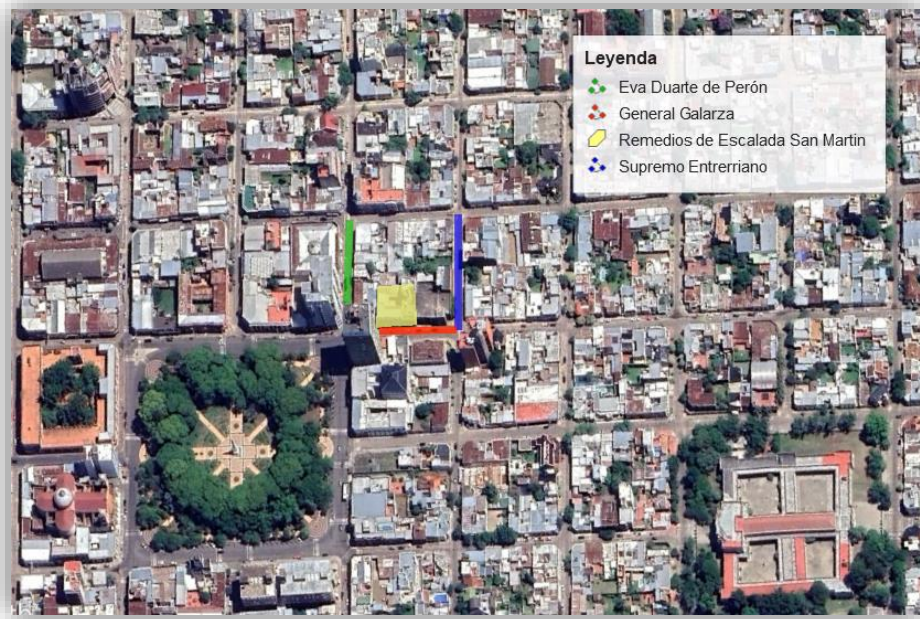 Leyenda
Eva Duarte de Perón
General Galarza
Remedios de Escalada San Martin
Supremo Entrerriano